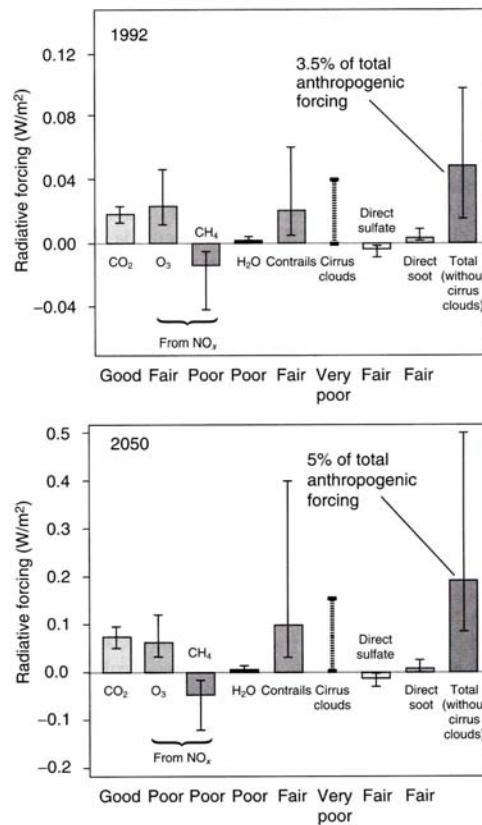 1992
3.5% of total
anthropogenic
forcing
Radiative forcing (W/m²)
0.12
0.08
0.04
0.00
−0.04
CO₂
O₃
CH₄
H₂O
Contrails
Cirrus
clouds
Direct
sulfate
Direct
soot
Total
(without
cirrus
clouds)
From NOₓ
Good Fair Poor Poor Fair Very
poor Fair Fair
2050
5% of total
anthropogenic
forcing
Radiative forcing (W/m²)
0.5
0.4
0.3
0.2
0.1
0.0
−0.1
−0.2
CO₂
O₃
CH₄
H₂O
Contrails
Cirrus
clouds
Direct
sulfate
Direct
soot
Total
(without
cirrus
clouds)
From NOₓ
Good Poor Poor Poor Fair Very
poor Fair Fair